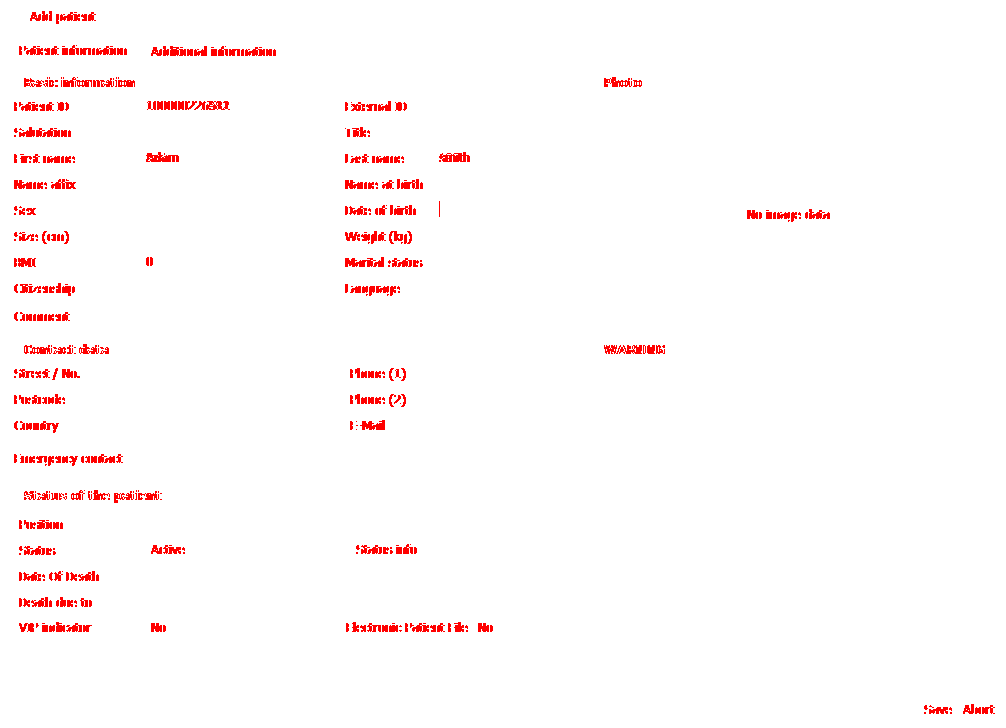 Add patient
Patient information Additional information
Basic information Photo
Patient ID External ID
Salutation Title
First name Adam Last name smith
Name affix Name at birth
Sex Date of birth
No image data
Size (cm) Weight (kg)
BMI 0 Marital status
Citizenship Language
Comment
Contact data WARNING
Street / No. Phone (1)
Postcode Phone (2)
Country E-Mail
Emergency contact
Status of the patient
Position
Status Active Status info
Date Of Death
Death due to
VIP indicator No Electronic Patient File No
Save Abort